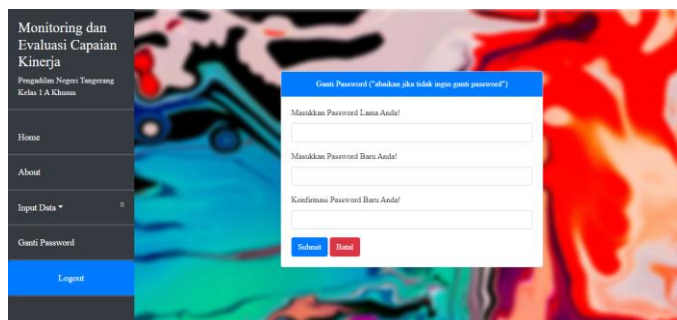 Monitoring dan
Evaluasi Capaian
Kinerja
Pengadilan Negeri Tangerang
Kelas 1 A Khusus
Home
About
Input Data
Ganti Password
Logout
Ganti Password ("abaikan jika tidak ingin ganti password")
Masukkan Password Lama Anda!
Masukkan Password Baru Anda!
Konfirmasi Password Baru Anda!
Submit Batal